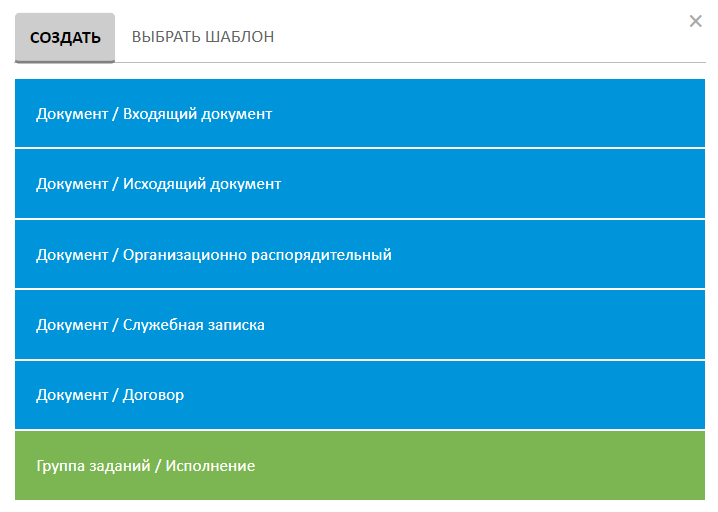 СОЗДАТЬ ВЫБРАТЬ ШАБЛОН
Документ / Входящий документ
Документ / Исходящий документ
Документ / Организационно распорядительный
Документ / Служебная записка
Документ / Договор
Группа заданий / Исполнение